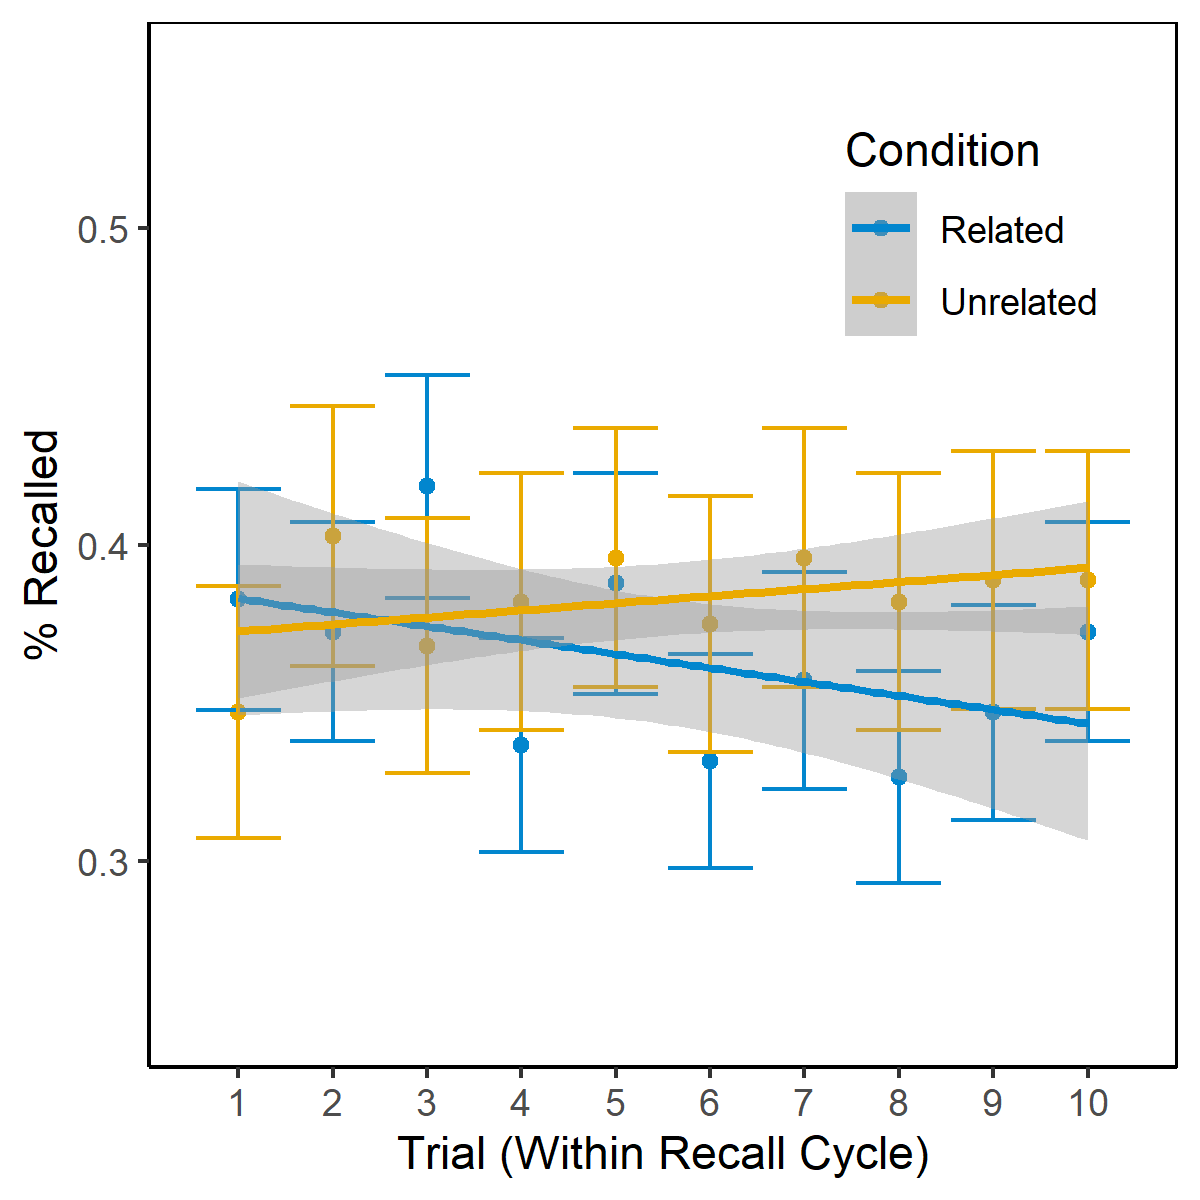 Condition
Related
Unrelated
% Recalled
0.5
0.4
0.3
1 2 3 4 5 6 7 8 9 10
Trial (Within Recall Cycle)